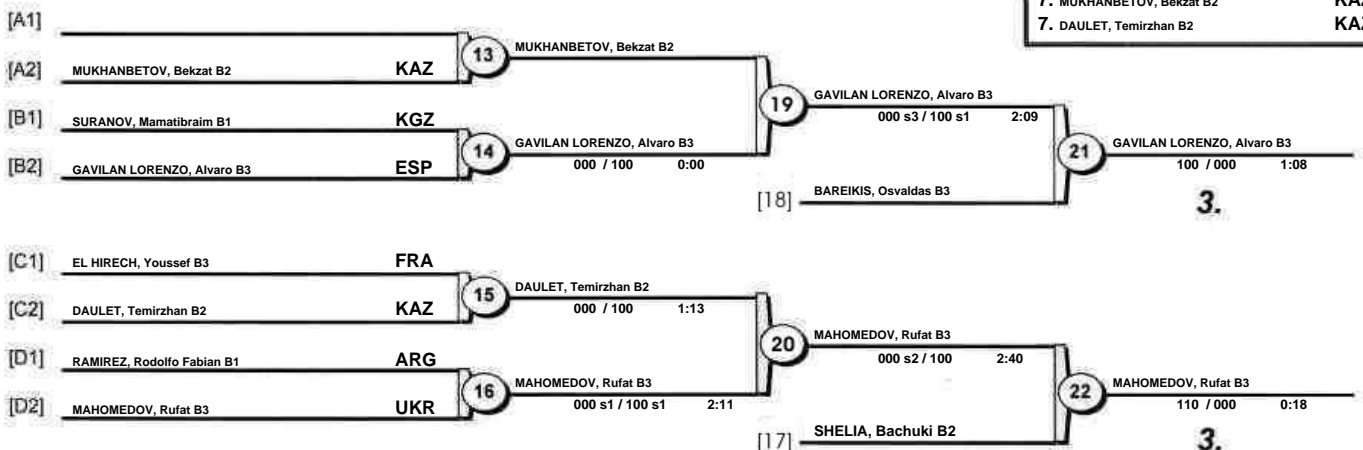 7. MUKHANBETOV, Bekzat B2 KAZ
7. DAULET, Temirzhan B2 KAZ
[A1]
[A2] MUKHANBETOV, Bekzat B2 KAZ
13 MUKHANBETOV, Bekzat B2
[B1] SURANOV, Mamatibraim B1 KGZ
[B2] GAVILAN LORENZO, Alvaro B3 ESP
14 GAVILAN LORENZO, Alvaro B3
000 / 100 0:00
19 GAVILAN LORENZO, Alvaro B3
000 s3 / 100 s1 2:09
[18] BAREIKIS, Osvaldas B3
21 GAVILAN LORENZO, Alvaro B3
100 / 000 1:08
3.
[C1] EL HIRECH, Youssef B3 FRA
[C2] DAULET, Temirzhan B2 KAZ
15 DAULET, Temirzhan B2
000 / 100 1:13
[D1] RAMIREZ, Rodolfo Fabian B1 ARG
[D2] MAHOMEDOV, Rufat B3 UKR
16 MAHOMEDOV, Rufat B3
000 s1 / 100 s1 2:11
20 MAHOMEDOV, Rufat B3
000 s2 / 100 2:40
[17] SHELIA, Bachuki B2
22 MAHOMEDOV, Rufat B3
110 / 000 0:18
3.